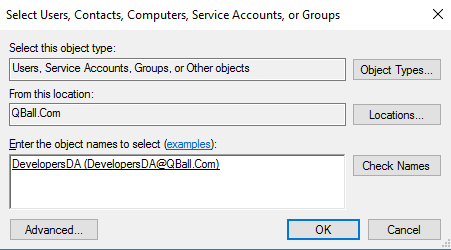 Select Users, Contacts, Computers, Service Accounts, or Groups
Select this object type:
Users, Service Accounts, Groups, or Other objects
Object Types...
From this location:
QBall.Com
Locations...
Enter the object names to select (examples):
DevelopersDA (DevelopersDA@QBall.Com)
Check Names
Advanced...
OK
Cancel